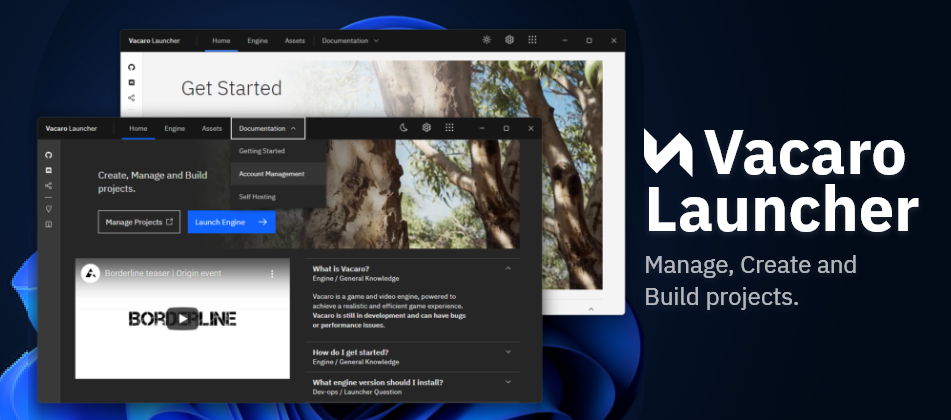 Vacaro Launcher
Home
Engine
Assets
Documentation
Get Started
Vacaro Launcher
Home
Engine
Assets
Documentation
Getting Started
Account Management
Self Hosting
Create, Manage and Build
projects.
Manage Projects
Launch Engine
Borderline teaser | Origin event
BORDERLINE
What is Vacaro?
Engine / General Knowledge
Vacaro is a game and video engine, powered to
achieve a realistic and efficient game experience.
Vacaro is still in development and can have bugs
or performance issues.
How do I get started?
Engine / General Knowledge
What engine version should I install?
Dev-ops / Launcher Question
Vacaro
Launcher
Manage, Create and
Build projects.